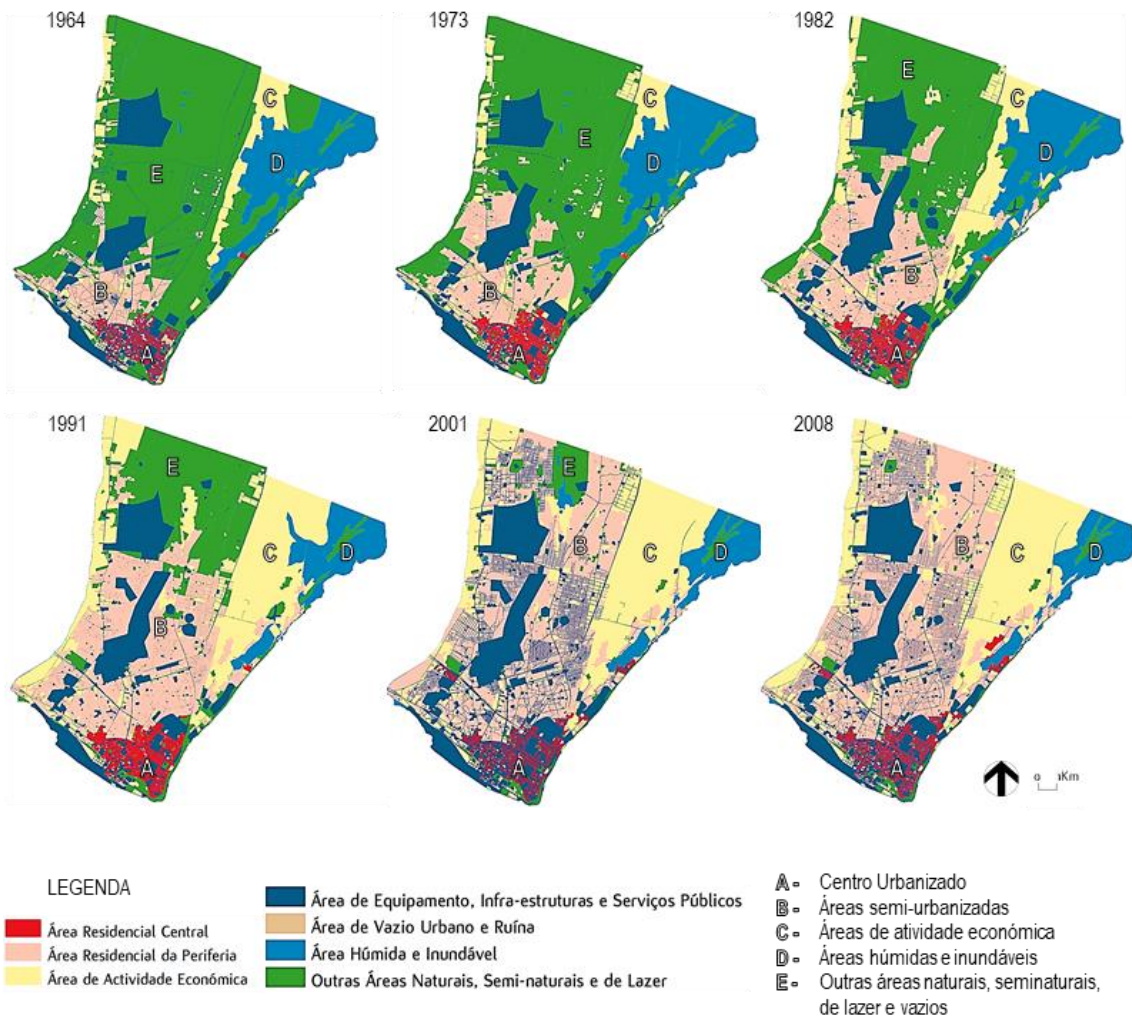 1964
1973
1982
C
E
D
B
A
C
E
D
B
A
E
C
D
B
A
1991
2001
2008
E
C
D
B
A
E
B
C
D
A
B
C
D
A
LEGENDA
Área Residencial Central
Área Residencial da Periferia
Área de Actividade Económica
Área de Equipamento, Infra-estruturas e Serviços Públicos
Área de Vazio Urbano e Ruína
Área Húmida e Inundável
Outras Áreas Naturais, Semi-naturais e de Lazer
A - Centro Urbanizado
B - Áreas semi-urbanizadas
C - Áreas de atividade económica
D - Áreas húmidas e inundáveis
E - Outras áreas naturais, seminaturais,
de lazer e vazios